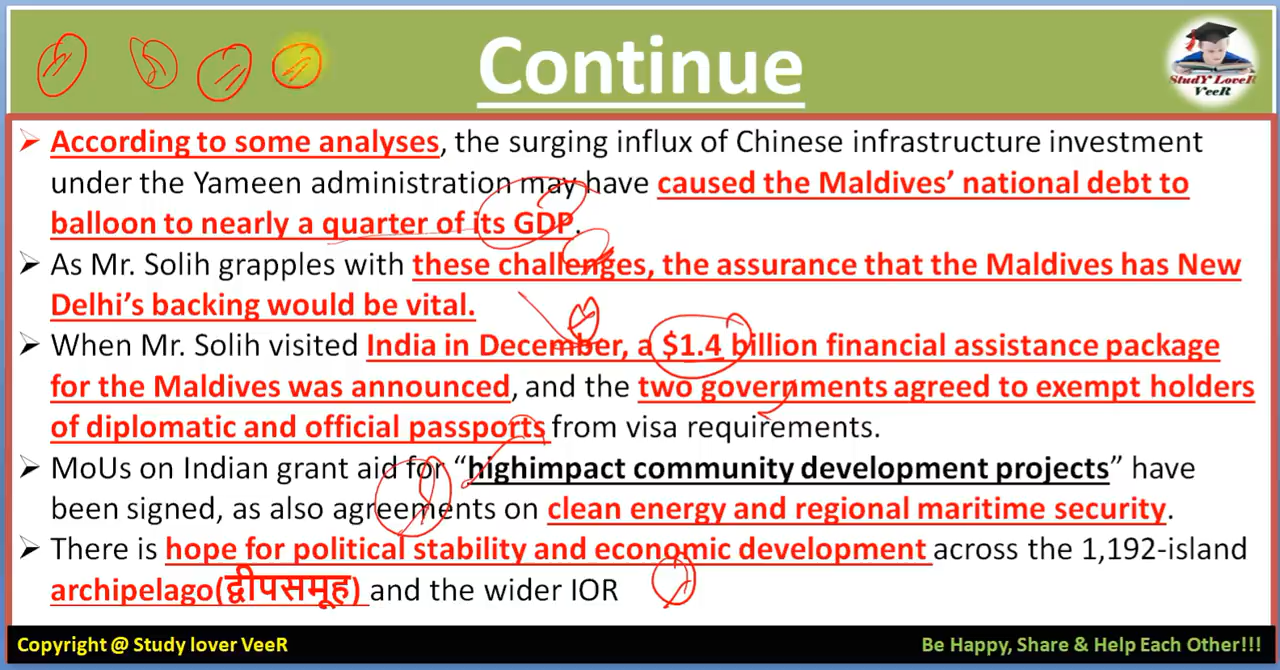 Continue
StudY LoveR
VeeR
➢ According to some analyses, the surging influx of Chinese infrastructure investment
under the Yameen administration may have caused the Maldives’ national debt to
balloon to nearly a quarter of its GDP.
➢ As Mr. Solih grapples with these challenges, the assurance that the Maldives has New
Delhi’s backing would be vital.
➢ When Mr. Solih visited India in December, a $1.4 billion financial assistance package
for the Maldives was announced, and the two governments agreed to exempt holders
of diplomatic and official passports from visa requirements.
➢ MoUs on Indian grant aid for “highimpact community development projects” have
been signed, as also agreements on clean energy and regional maritime security.
➢ There is hope for political stability and economic development across the 1,192-island
archipelago(द्वीपसमूह) and the wider IOR
Copyright @ Study lover VeeR
Be Happy, Share & Help Each Other!!!